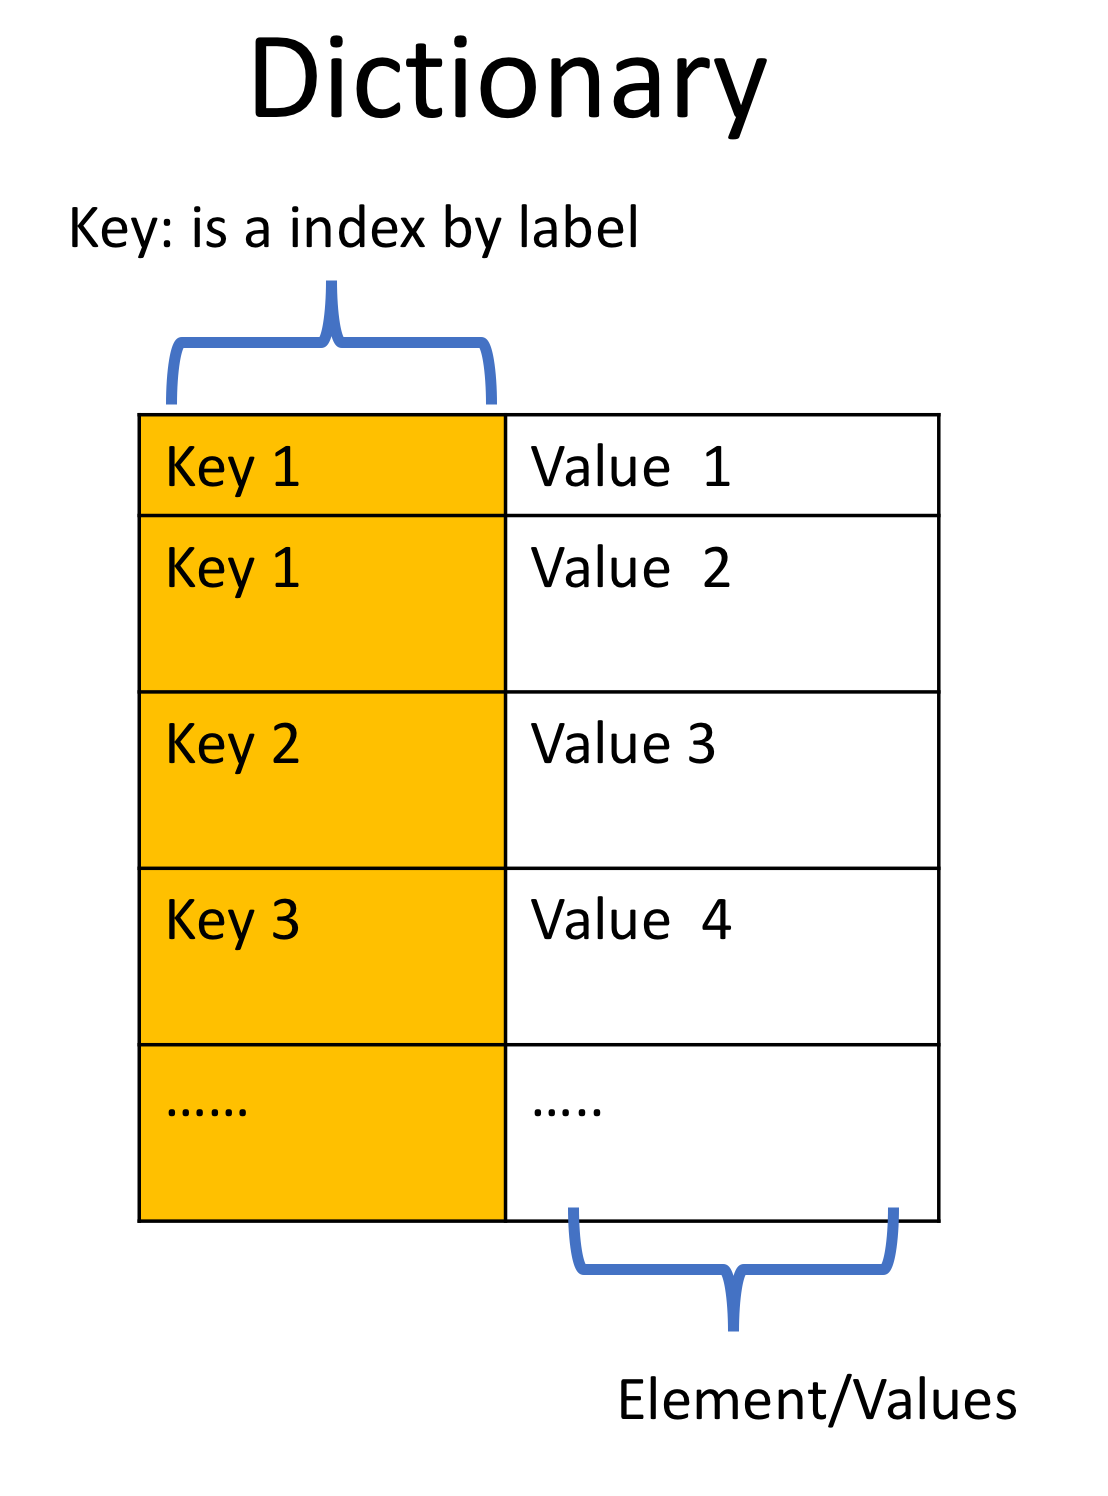 Dictionary
Key: is a index by label
Key 1 Value  1
Key 1 Value  2
Key 2 Value 3
Key 3 Value  4
...... .....
Element/Values